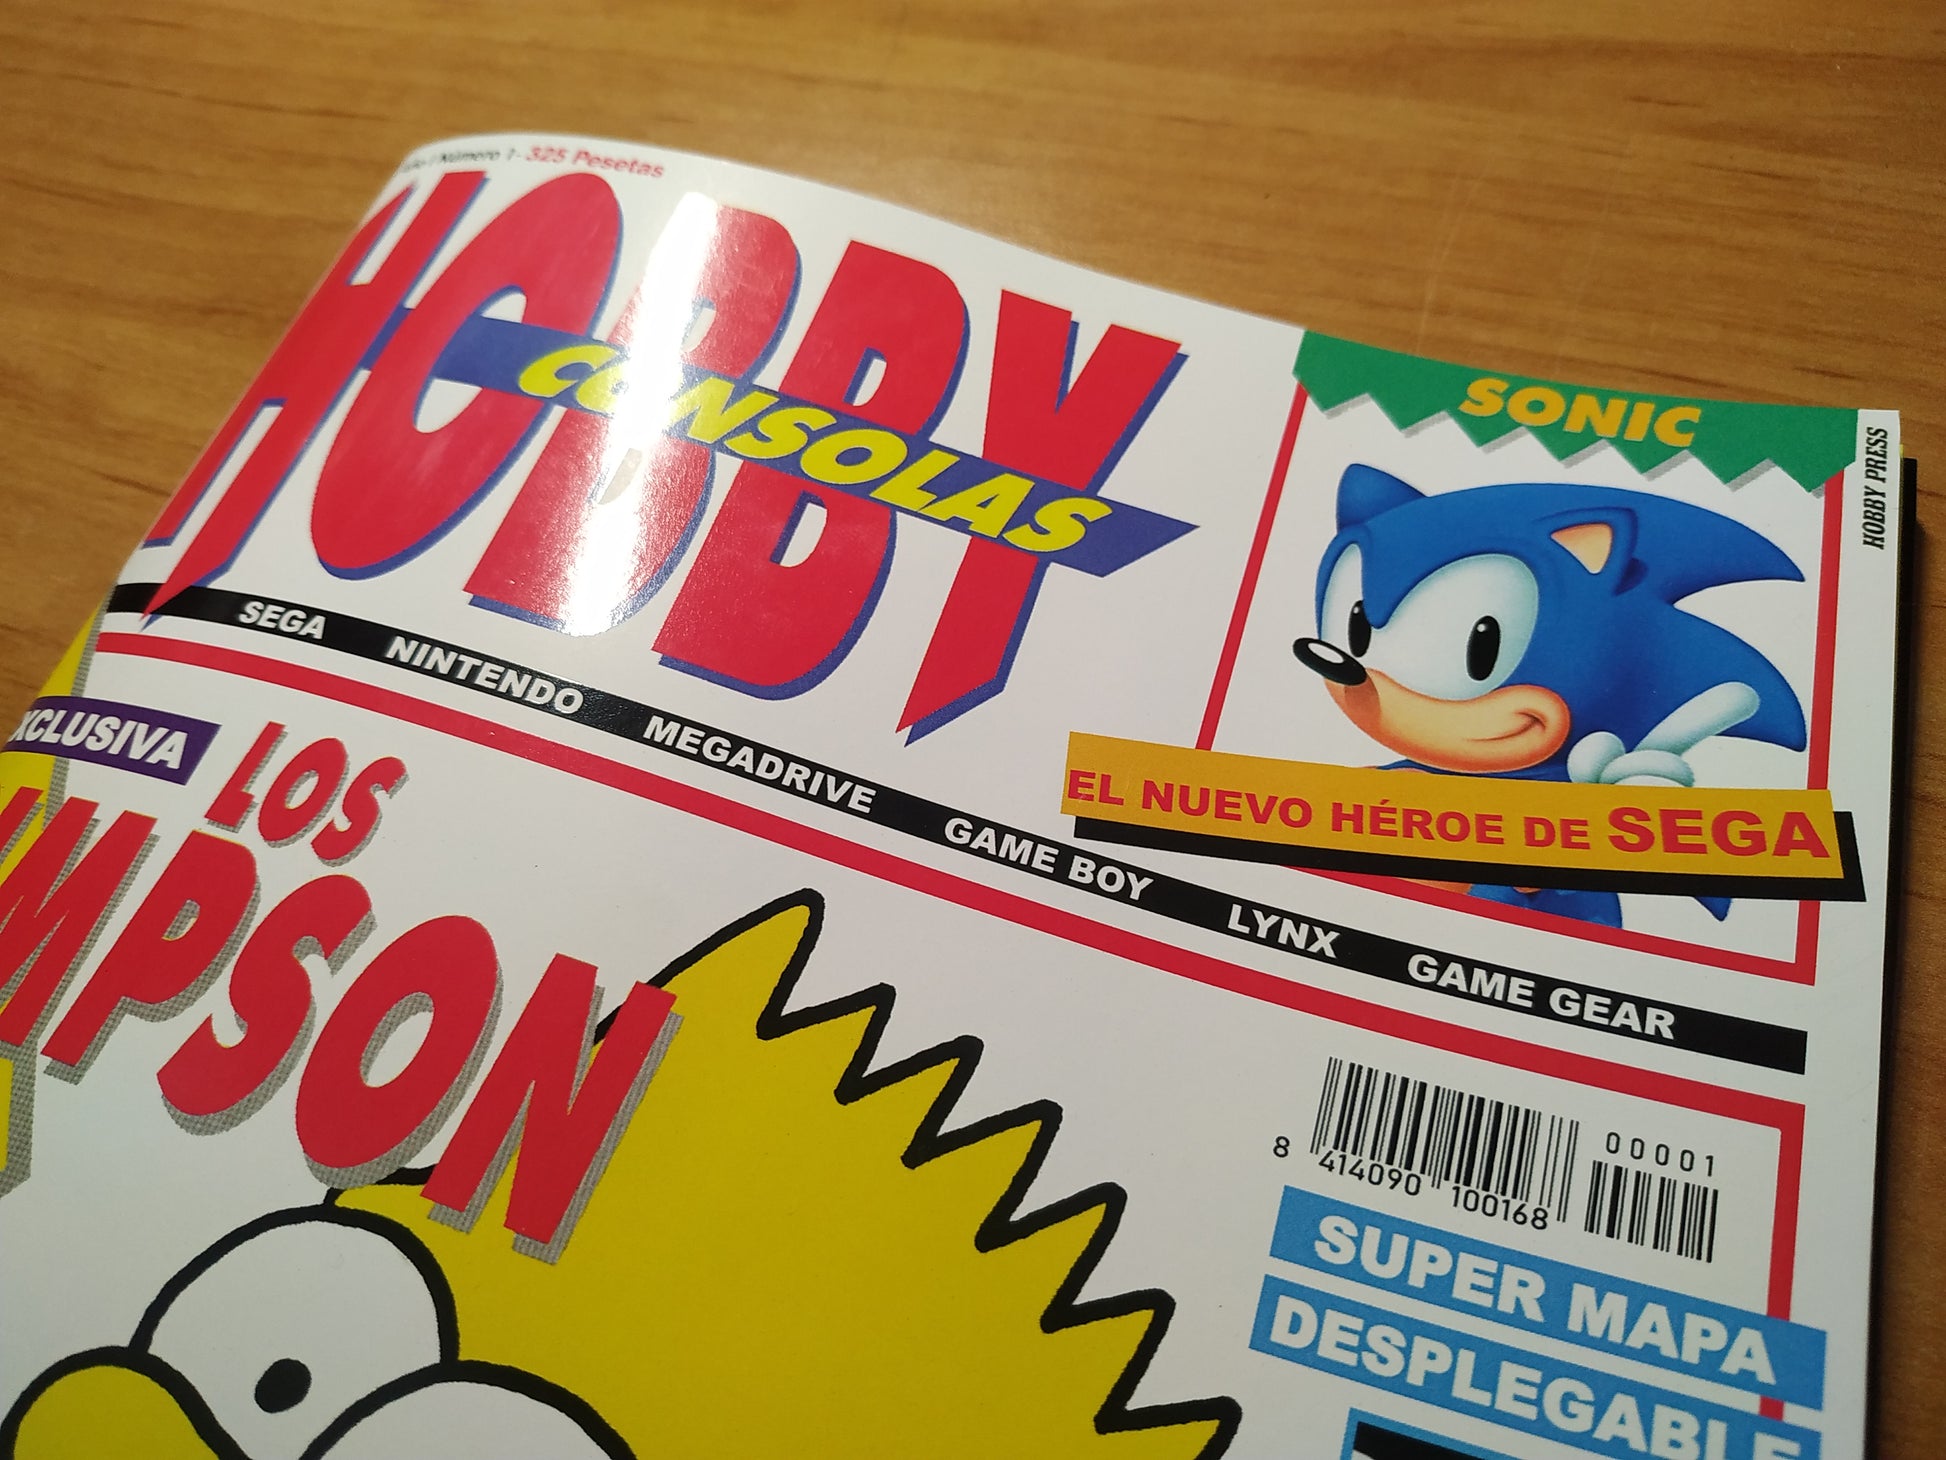 Número 1 - 325 Pesetas
HOBBY
CONSOLAS
SONIC
HOBBY PRESS
EL NUEVO HÉROE DE SEGA
SEGA NINTENDO MEGADRIVE GAME BOY LYNX GAME GEAR
XCLUSIVA
LOS
MPSON
8 414090 100168 00001
SUPER MAPA
DESPLEGABLE